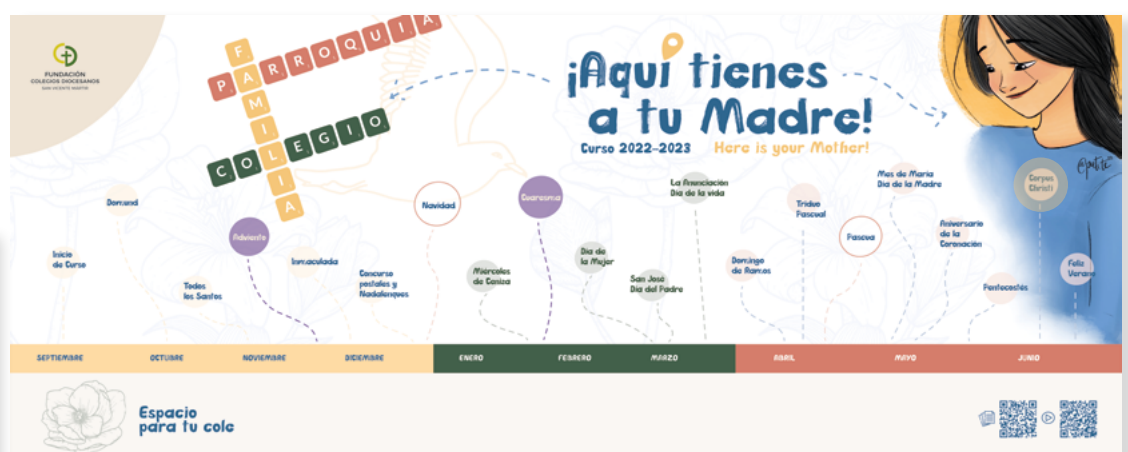 FUNDACIÓN
COLEGIOS DIOCESANOS
SAN VICENTE MÁRTIR
PARROQUIA
FAMILIA
COLEGIO
¡Aquí tienes
a tu Madre!
Curso 2022-2023 Here is your Mother!
Inicio
de Curso
Domund
Todos
los Santos
Adviento
Inmaculada
Concurso
postales y
Nadalenques
Navidad
Miércoles
de Ceniza
Cuaresma
Día de
la Mujer
San José
Día del Padre
La Anunciación
Día de la vida
Domingo
de Ramos
Triduo
Pascual
Pascua
Mes de María
Día de la Madre
Aniversario
de la
Coronación
Pentecostés
Corpus
Christi
Feliz
Verano
SEPTIEMBRE OCTUBRE NOVIEMBRE DICIEMBRE ENERO FEBRERO MARZO ABRIL MAYO JUNIO
Espacio
para tu cole